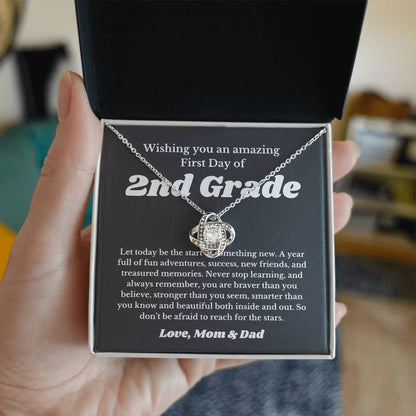 Wishing you an amazing
First Day of
2nd Grade
Let today be the start something new. A year
full of fun adventures, success, new friends, and
treasured memories. Never stop learning, and
always remember, you are braver than you
believe, stronger than you seem, smarter than
you know and beautiful both inside and out. So
don't be afraid to reach for the stars.
Love, Mom & Dad